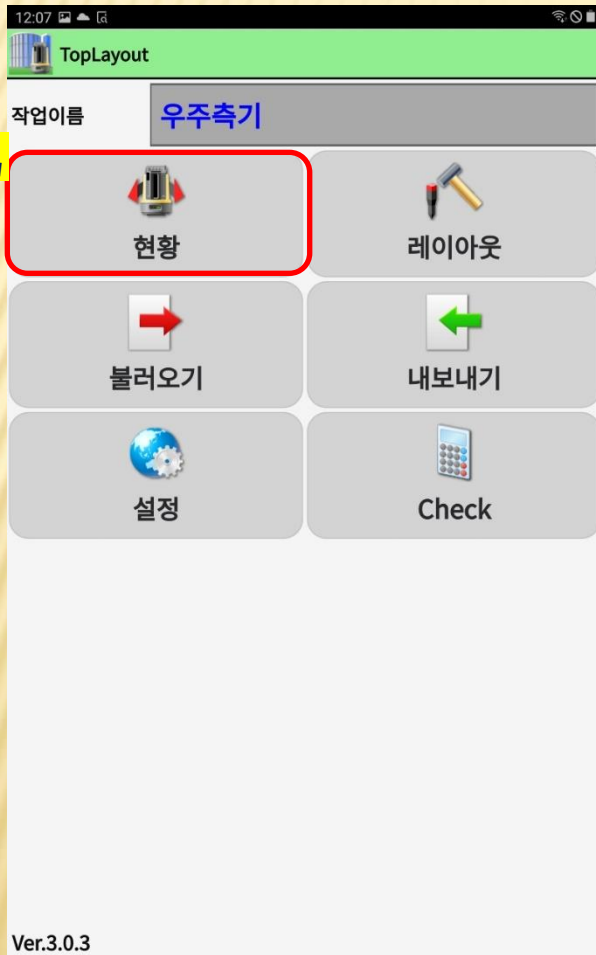 12:07
TopLayout
작업이름
우주측기
현황
레이아웃
불러오기
내보내기
설정
Check
Ver.3.0.3